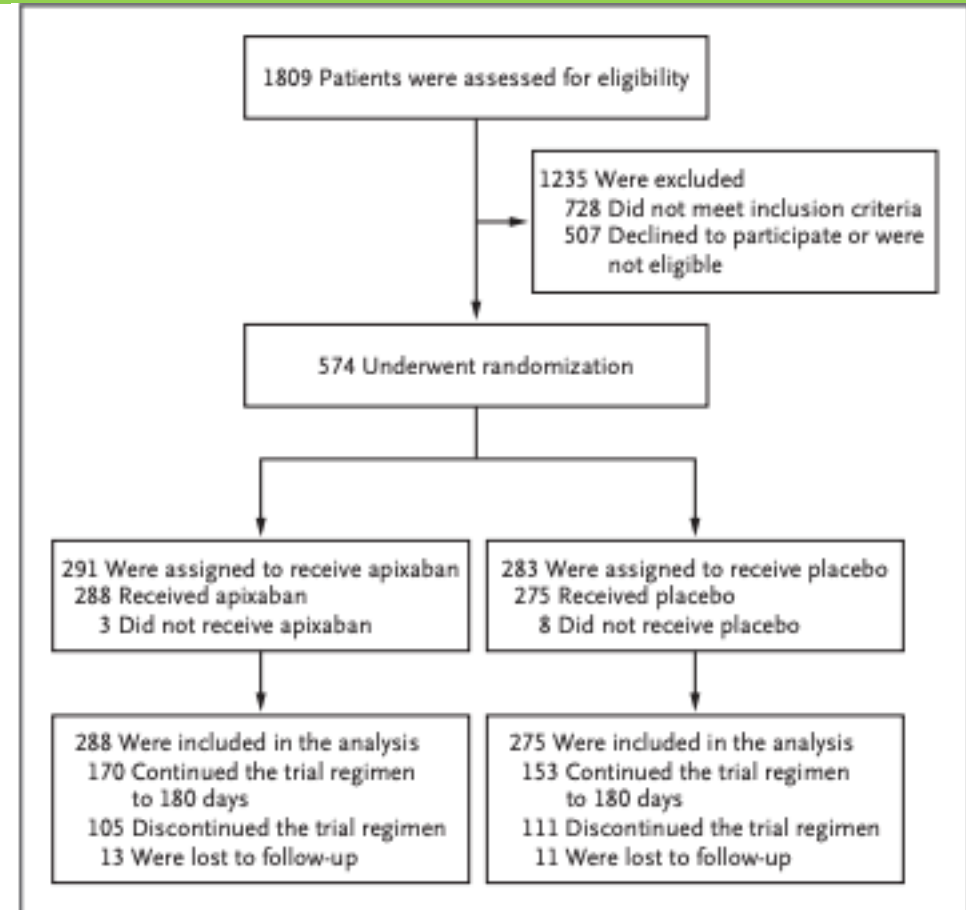 1809 Patients were assessed for eligibility
1235 Were excluded
728 Did not meet inclusion criteria
507 Declined to participate or were
not eligible
574 Underwent randomization
291 Were assigned to receive apixaban
288 Received apixaban
3 Did not receive apixaban
283 Were assigned to receive placebo
275 Received placebo
8 Did not receive placebo
288 Were included in the analysis
170 Continued the trial regimen
to 180 days
105 Discontinued the trial regimen
13 Were lost to follow-up
275 Were included in the analysis
153 Continued the trial regimen
to 180 days
111 Discontinued the trial regimen
11 Were lost to follow-up